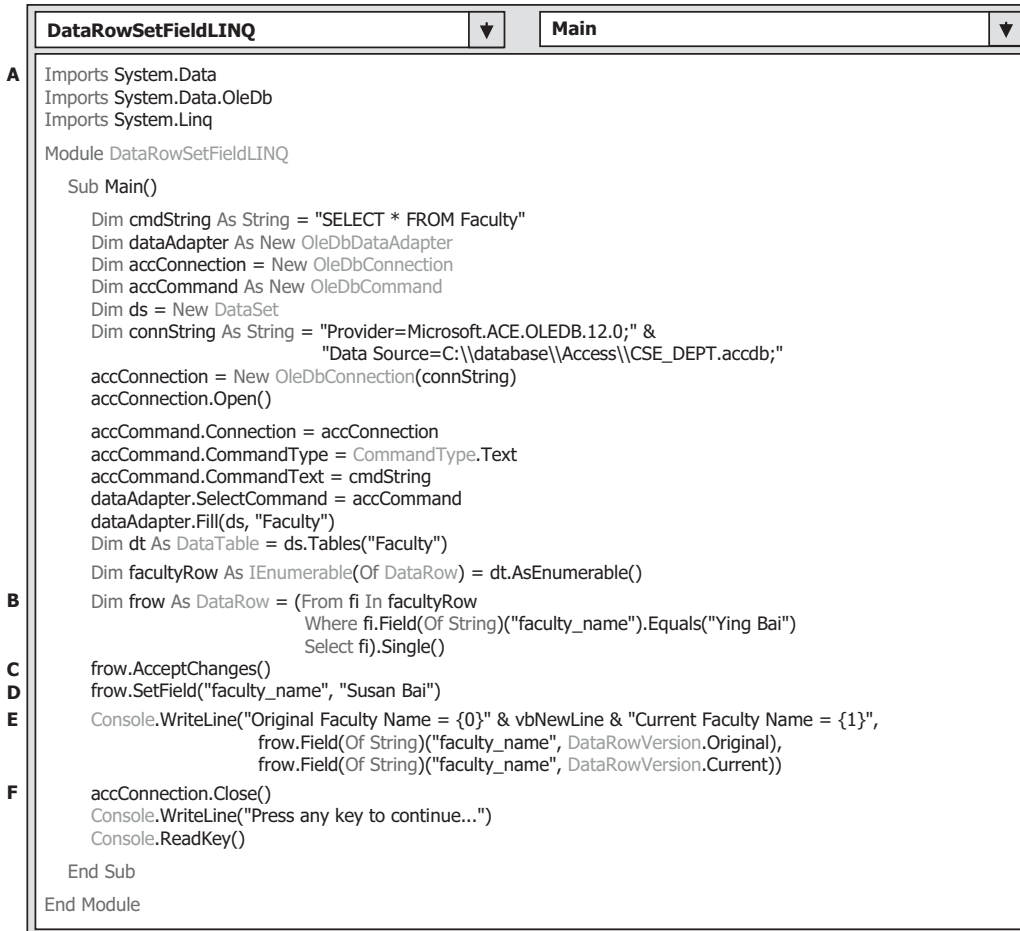 DataRowSetFieldLINQ Main
A Imports System.Data
Imports System.Data.OleDb
Imports System.Linq
Module DataRowSetFieldLINQ
Sub Main()
Dim cmdString As String = "SELECT * FROM Faculty"
Dim dataAdapter As New OleDbDataAdapter
Dim accConnection = New OleDbConnection
Dim accCommand As New OleDbCommand
Dim ds = New DataSet
Dim connString As String = "Provider=Microsoft.ACE.OLEDB.12.0;" &
"Data Source=C:\\database\\Access\\CSE_DEPT.accdb;"
accConnection = New OleDbConnection(connString)
accConnection.Open()
accCommand.Connection = accConnection
accCommand.CommandType = CommandType.Text
accCommand.CommandText = cmdString
dataAdapter.SelectCommand = accCommand
dataAdapter.Fill(ds, "Faculty")
Dim dt As DataTable = ds.Tables("Faculty")
Dim facultyRow As IEnumerable(Of DataRow) = dt.AsEnumerable()
B Dim frow As DataRow = (From fi In facultyRow
Where fi.Field(Of String)("faculty_name").Equals("Ying Bai")
Select fi).Single()
C frow.AcceptChanges()
D frow.SetField("faculty_name", "Susan Bai")
E Console.WriteLine("Original Faculty Name = {0}" & vbNewLine & "Current Faculty Name = {1}",
frow.Field(Of String)("faculty_name", DataRowVersion.Original),
frow.Field(Of String)("faculty_name", DataRowVersion.Current))
F accConnection.Close()
Console.WriteLine("Press any key to continue...")
Console.ReadKey()
End Sub
End Module